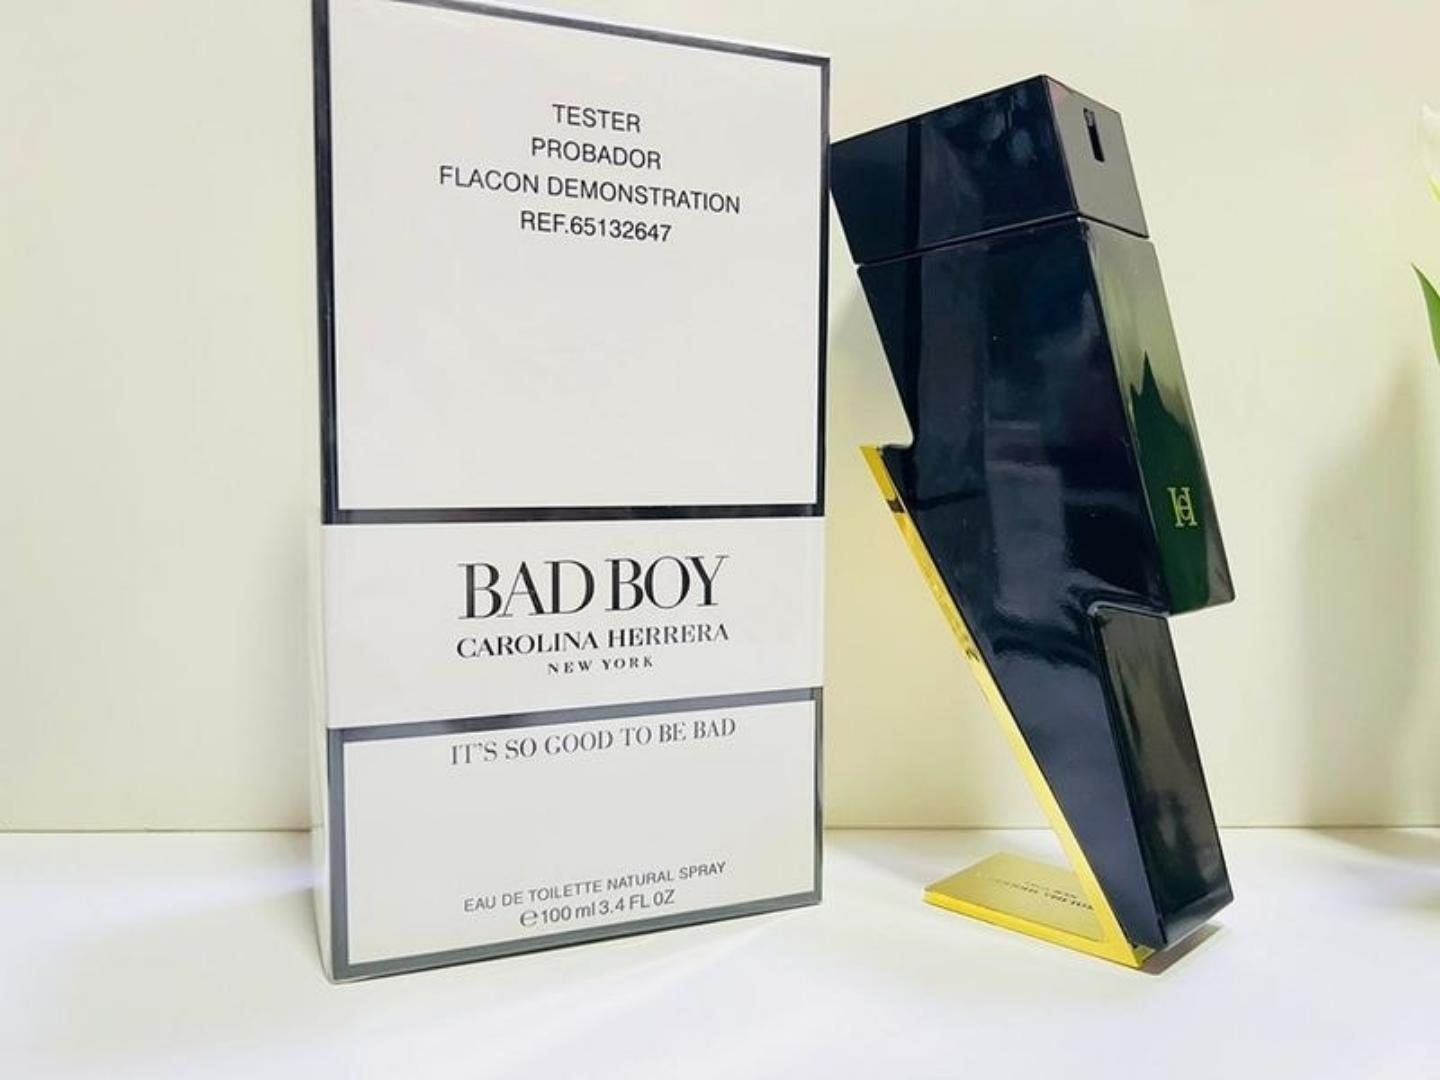 TESTER
PROBADOR
FLACON DEMONSTRATION
REF.65132647
BAD BOY
CAROLINA HERRERA
NEW YORK
IT'S SO GOOD TO BE BAD
EAU DE TOILETTE NATURAL SPRAY
℮100 ml 3.4 FL OZ
CH